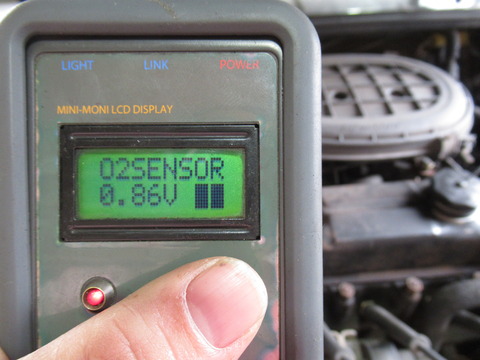 LIGHT LINK POWER
MINI-MONI LCD DISPLAY
O2SENSOR
0.86V